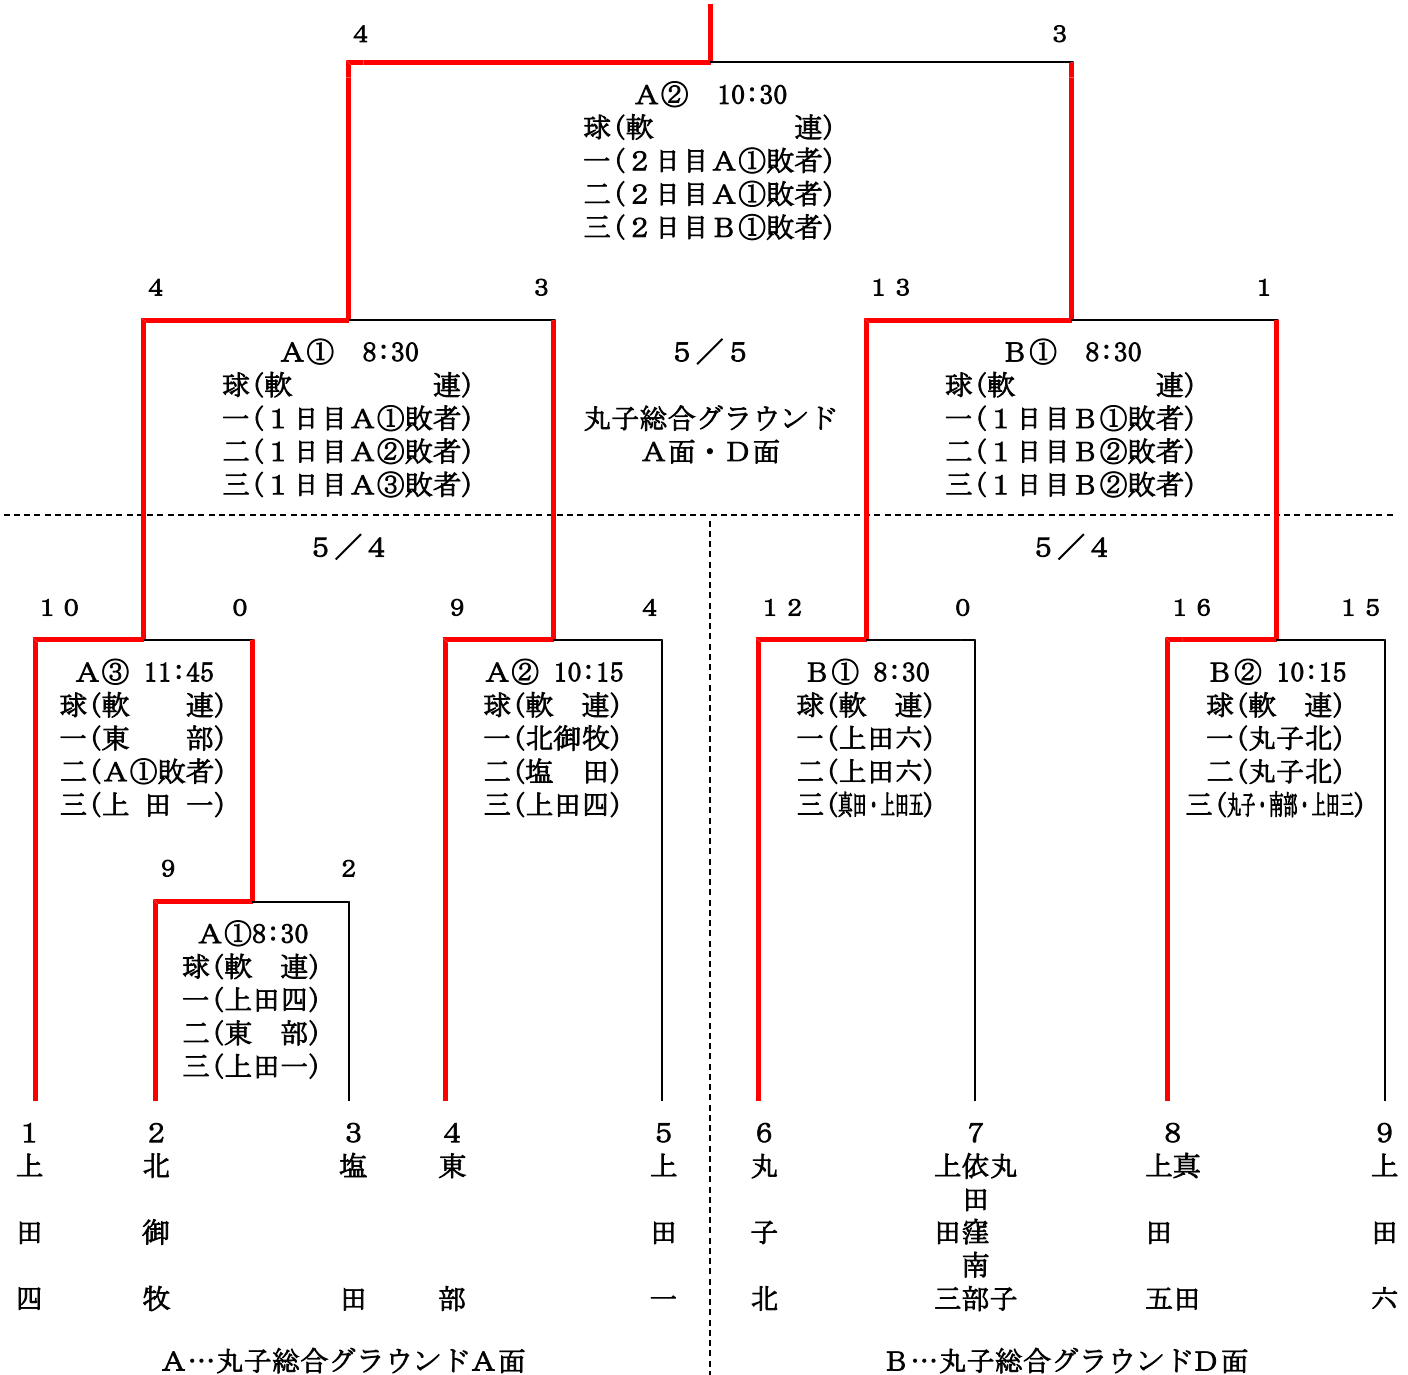 ４ ３
Ａ② 10:30
球(軟 連)
一(２日目Ａ①敗者)
二(２日目Ａ①敗者)
三(２日目Ｂ①敗者)
４ ３ １３ １
Ａ① 8:30
球(軟 連)
一(１日目Ａ①敗者)
二(１日目Ａ②敗者)
三(１日目Ａ③敗者)
５／５
丸子総合グラウンド
Ａ面・Ｄ面
Ｂ① 8:30
球(軟 連)
一(１日目Ｂ①敗者)
二(１日目Ｂ②敗者)
三(１日目Ｂ②敗者)
５／４ ５／４
１０ ０ ９ ４ １２ ０ １６ １５
Ａ③ 11:45
球(軟 連)
一(東 部)
二(Ａ①敗者)
三(上 田 一)
Ａ② 10:15
球(軟 連)
一(北御牧)
二(塩 田)
三(上田四)
Ｂ① 8:30
球(軟 連)
一(上田六)
二(上田六)
三(真田・上田五)
Ｂ② 10:15
球(軟 連)
一(丸子北)
二(丸子北)
三(丸子・南部・上田三)
９ ２
Ａ①8:30
球(軟 連)
一(上田四)
二(東 部)
三(上田一)
１ ２ ３ ４ ５ ６ ７ ８ ９
上田四
北御牧
塩田
東部
上田一
丸子北
丸子
依田窪南部
上田三
真田
上田五
上田六
Ａ…丸子総合グラウンドＡ面
Ｂ…丸子総合グラウンドＤ面